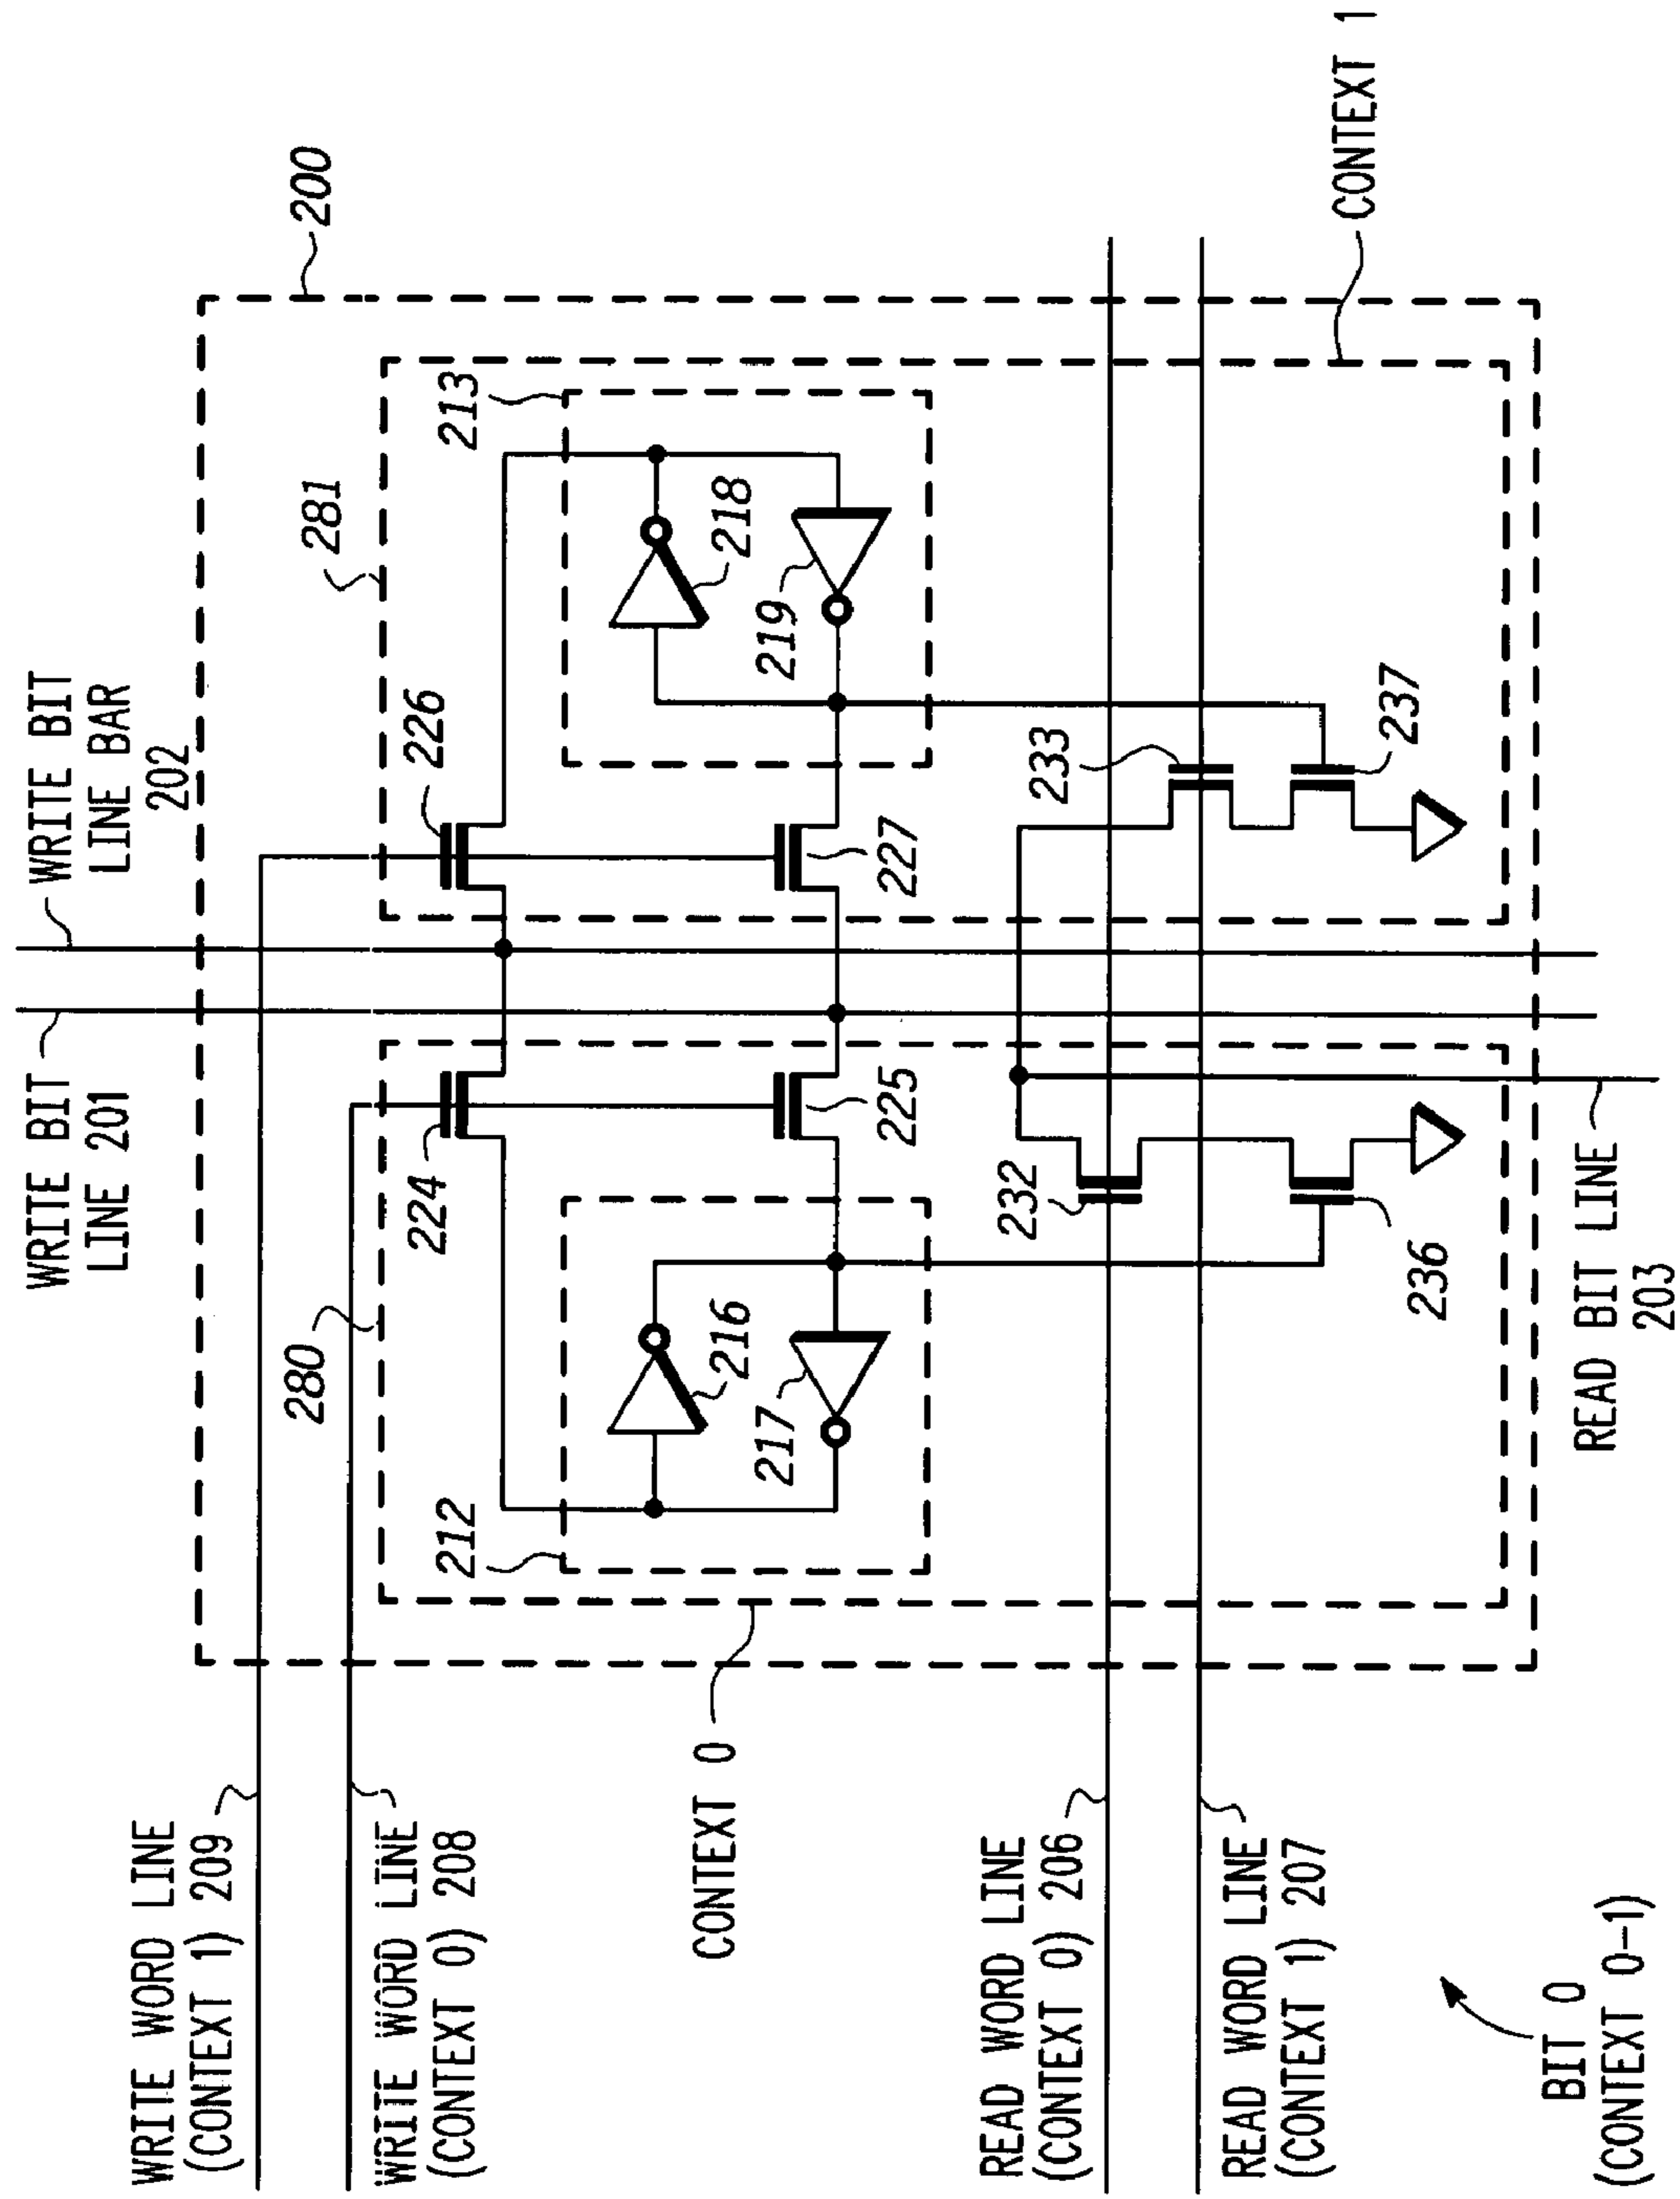 WRITE BIT
LINE 201
WRITE BIT
LINE BAR
202
WRITE WORD LINE
(CONTEXT 1) 209
WRITE WORD LINE
(CONTEXT 0) 208
280
281
200
224
226
212
213
216
218
217
219
225
227
CONTEXT 0
READ WORD LINE
(CONTEXT 0) 206
READ WORD LINE
(CONTEXT 1) 207
232
233
236
237
CONTEXT 1
READ BIT LINE
203
BIT 0
(CONTEXT 0-1)